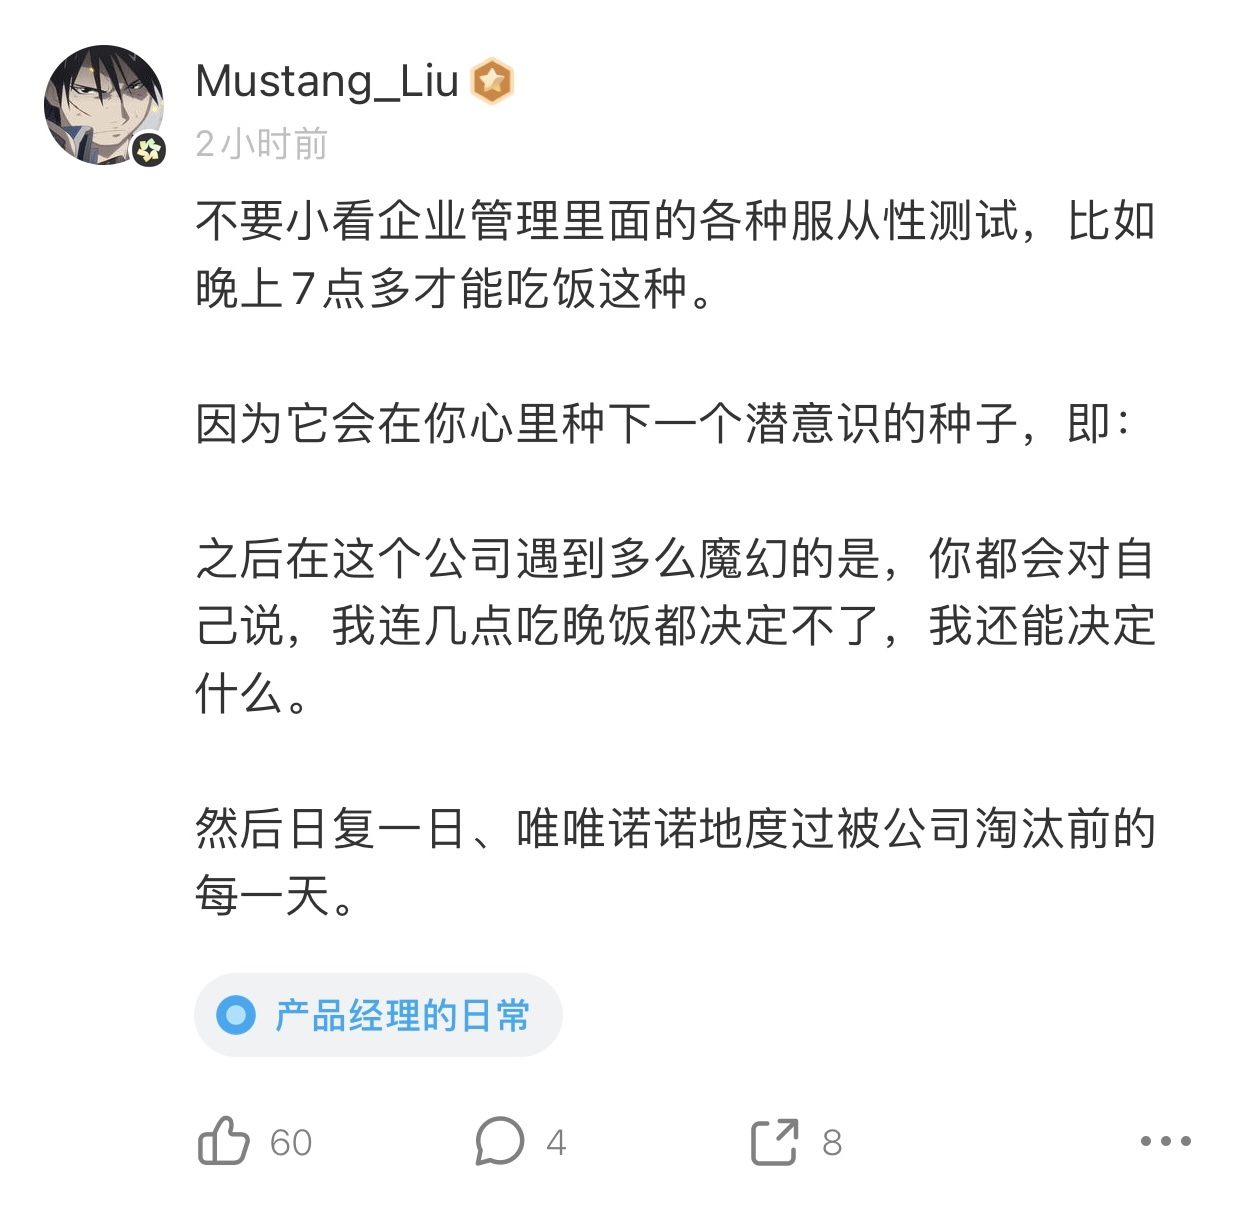 Mustang_Liu
2小时前
不要小看企业管理里面的各种服从性测试，比如
晚上7点多才能吃饭这种。
因为它会在你心里种下一个潜意识的种子，即：
之后在这个公司遇到多么魔幻的是，你都会对自
己说，我连几点吃晚饭都决定不了，我还能决定
什么。
然后日复一日、唯唯诺诺地度过被公司淘汰前的
每一天。
产品经理的日常
60
4
8